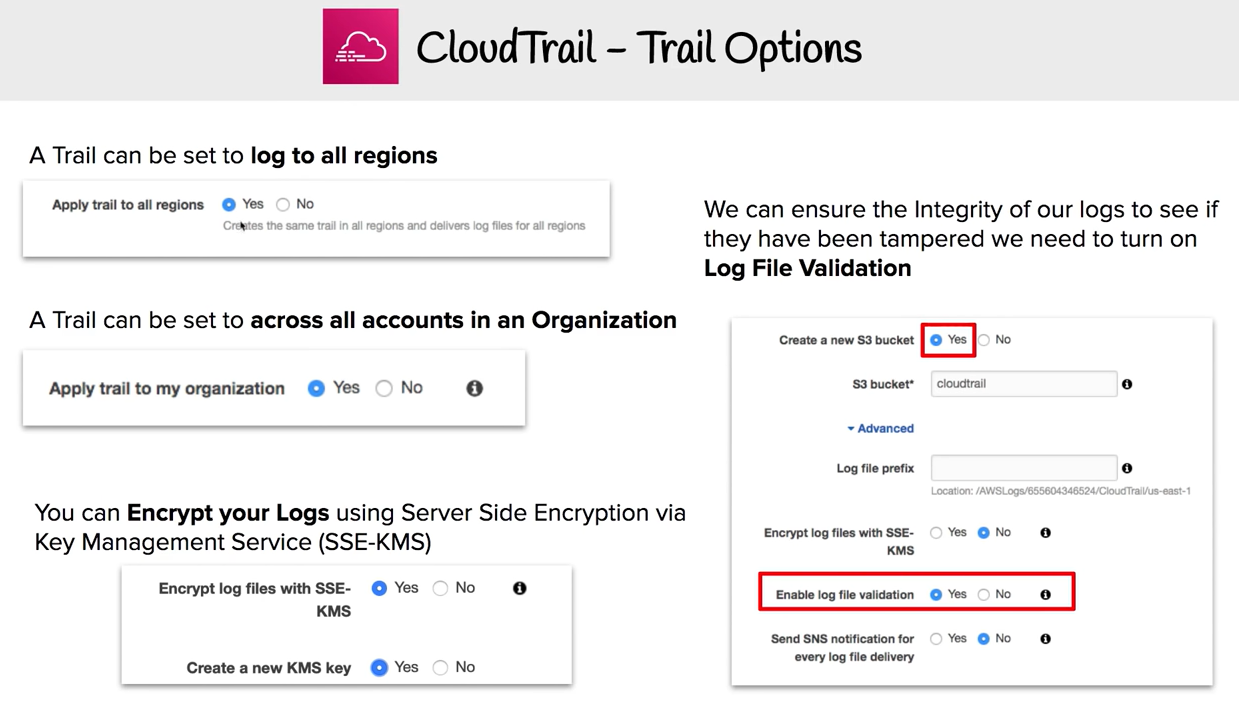 CloudTrail – Trail Options
A Trail can be set to log to all regions
Apply trail to all regions Yes No
Creates the same trail in all regions and delivers log files for all regions
A Trail can be set to across all accounts in an Organization
Apply trail to my organization Yes No
You can Encrypt your Logs using Server Side Encryption via
Key Management Service (SSE-KMS)
Encrypt log files with SSE- Yes No
KMS
Create a new KMS key Yes No
We can ensure the Integrity of our logs to see if
they have been tampered we need to turn on
Log File Validation
Create a new S3 bucket Yes No
S3 bucket* cloudtrail
Advanced
Log file prefix
Location: /AWSLogs/655604346524/CloudTrail/us-east-1
Encrypt log files with SSE- Yes No
KMS
Enable log file validation Yes No
Send SNS notification for Yes No
every log file delivery